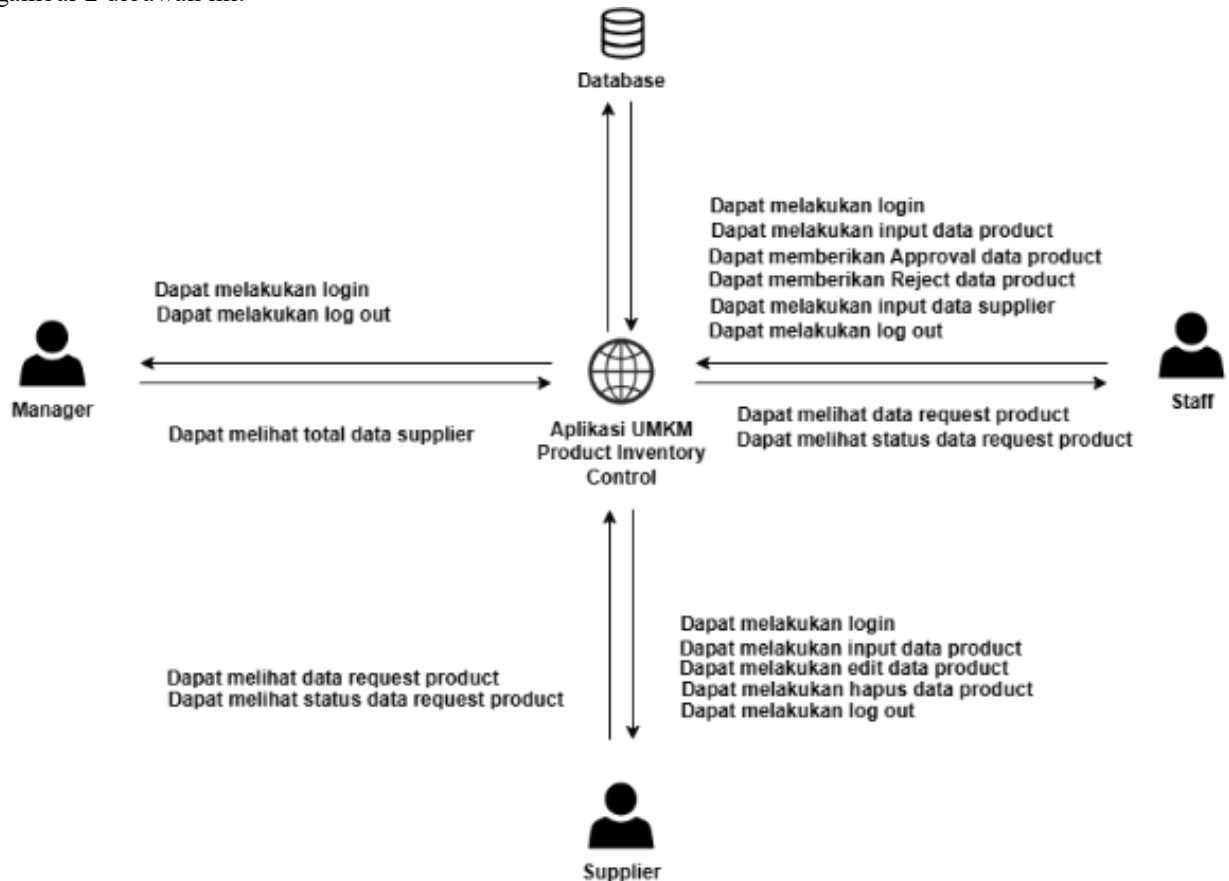 gambar 2 dibawah ini.
Database
Dapat melakukan login
Dapat melakukan input data product
Dapat memberikan Approval data product
Dapat memberikan Reject data product
Dapat melakukan input data supplier
Dapat melakukan log out
Dapat melakukan login
Dapat melakukan log out
Manager
Staff
Dapat melihat total data supplier
Aplikasi UMKM
Product Inventory
Control
Dapat melihat data request product
Dapat melihat status data request product
Dapat melihat data request product
Dapat melihat status data request product
Dapat melakukan login
Dapat melakukan input data product
Dapat melakukan edit data product
Dapat melakukan hapus data product
Dapat melakukan log out
Supplier